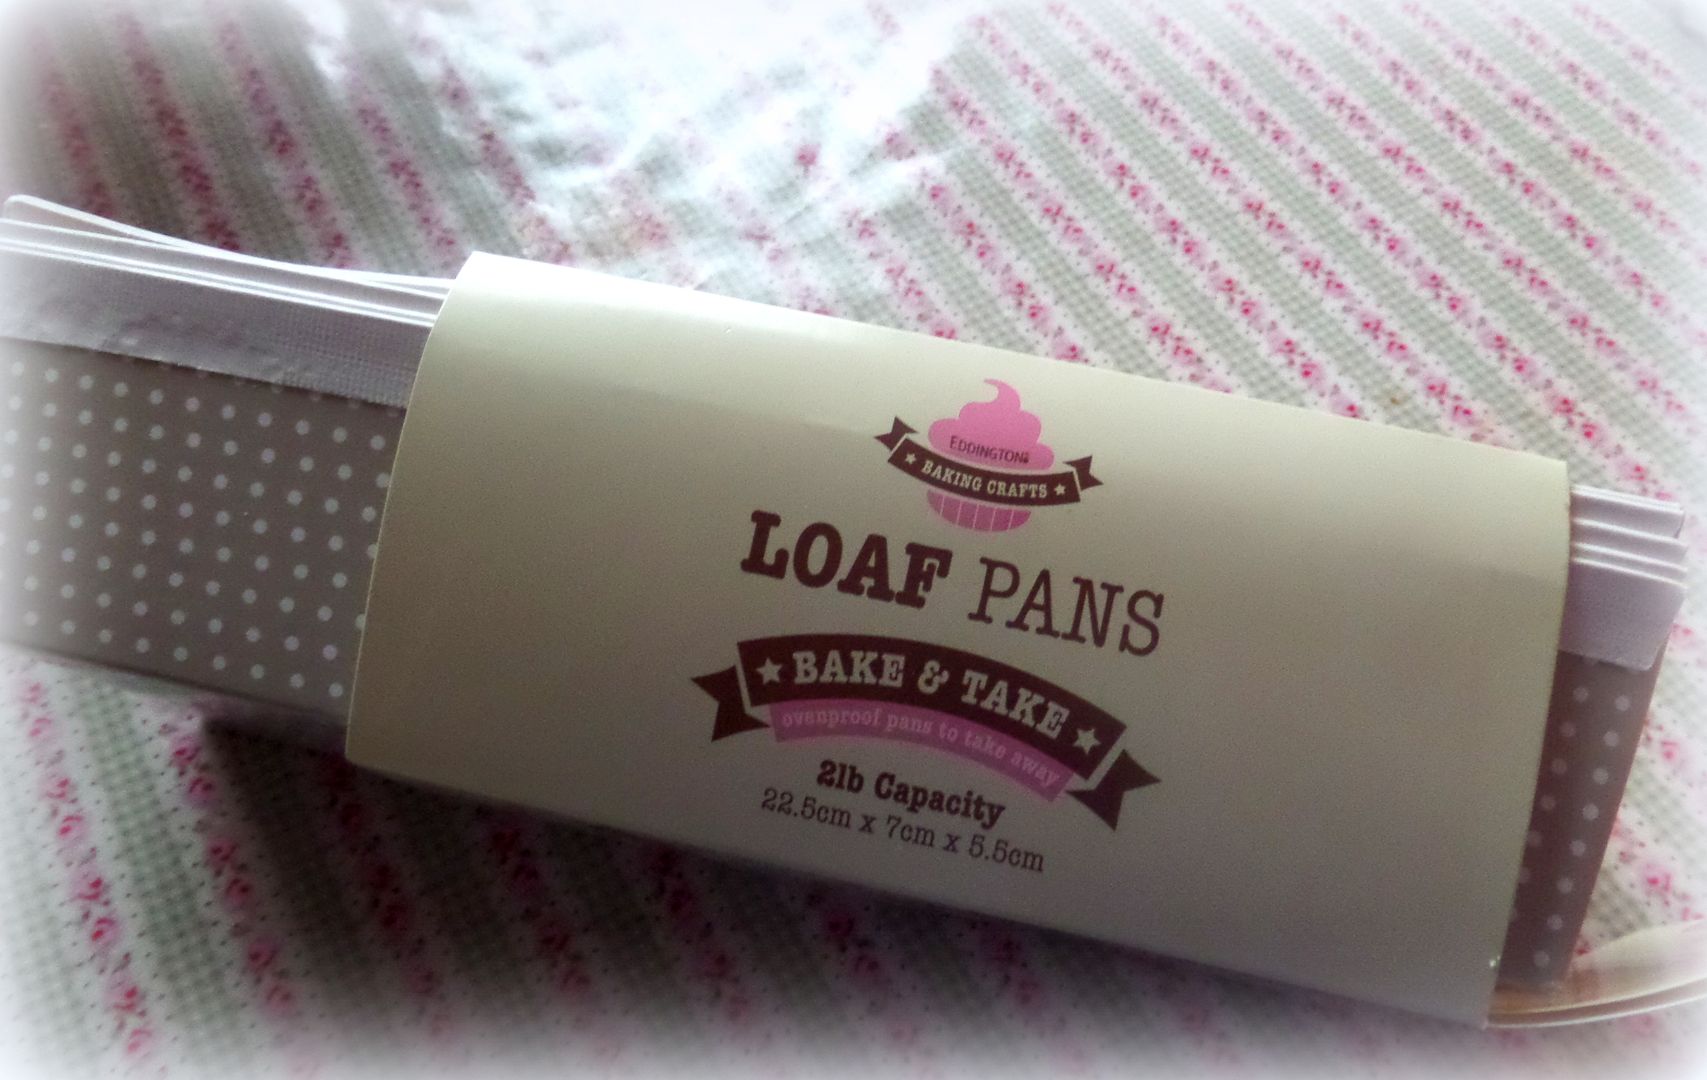 EDDINGTONS
★ BAKING CRAFTS ★
LOAF PANS
★ BAKE & TAKE ★
ovenproof pans to take away
2lb Capacity
22.5cm x 7cm x 5.5cm